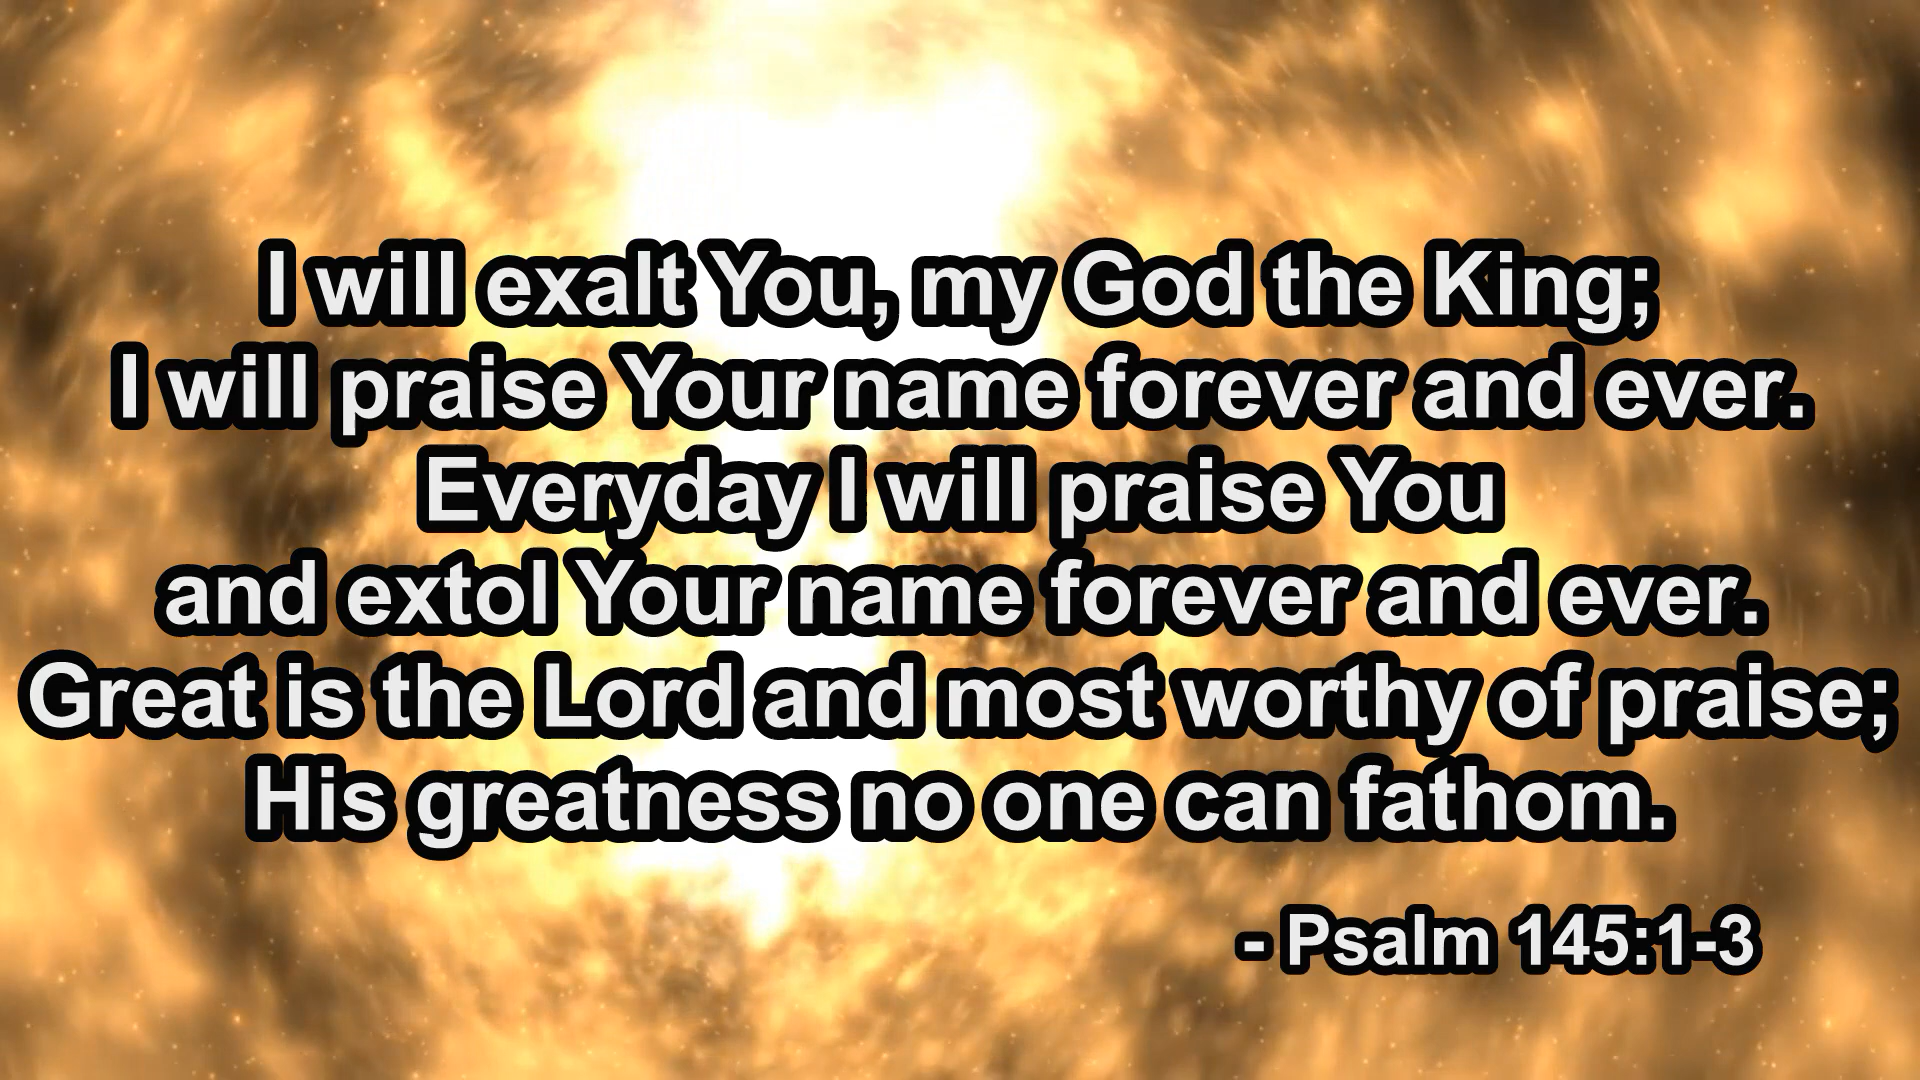 I will exalt You, my God the King;
I will praise Your name forever and ever.
Everyday I will praise You
and extol Your name forever and ever.
Great is the Lord and most worthy of praise;
His greatness no one can fathom.
- Psalm 145:1-3